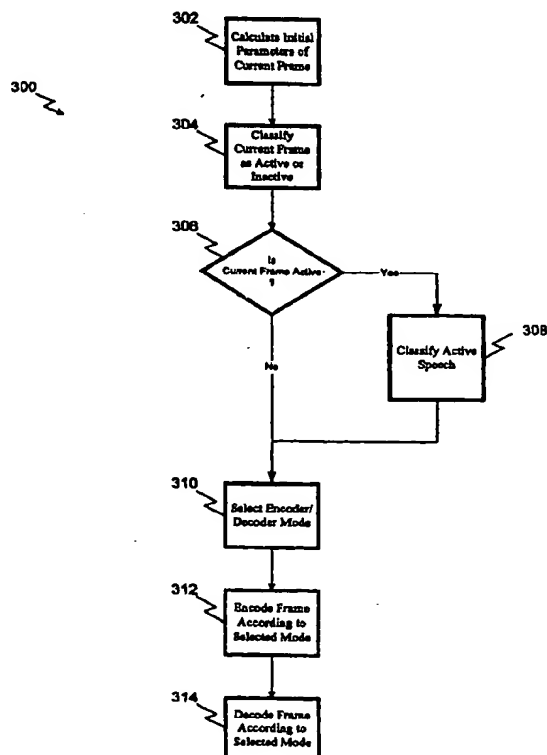 302
Calculate Initial
Parameters of
Current Frame
300
304
Classify
Current Frame
as Active or
Inactive
306
Is
Current Frame Active
?
Yes
308
Classify Active
Speech
No
310
Select Encoder/
Decoder Mode
312
Encode Frame
According to
Selected Mode
314
Decode Frame
According to
Selected Mode